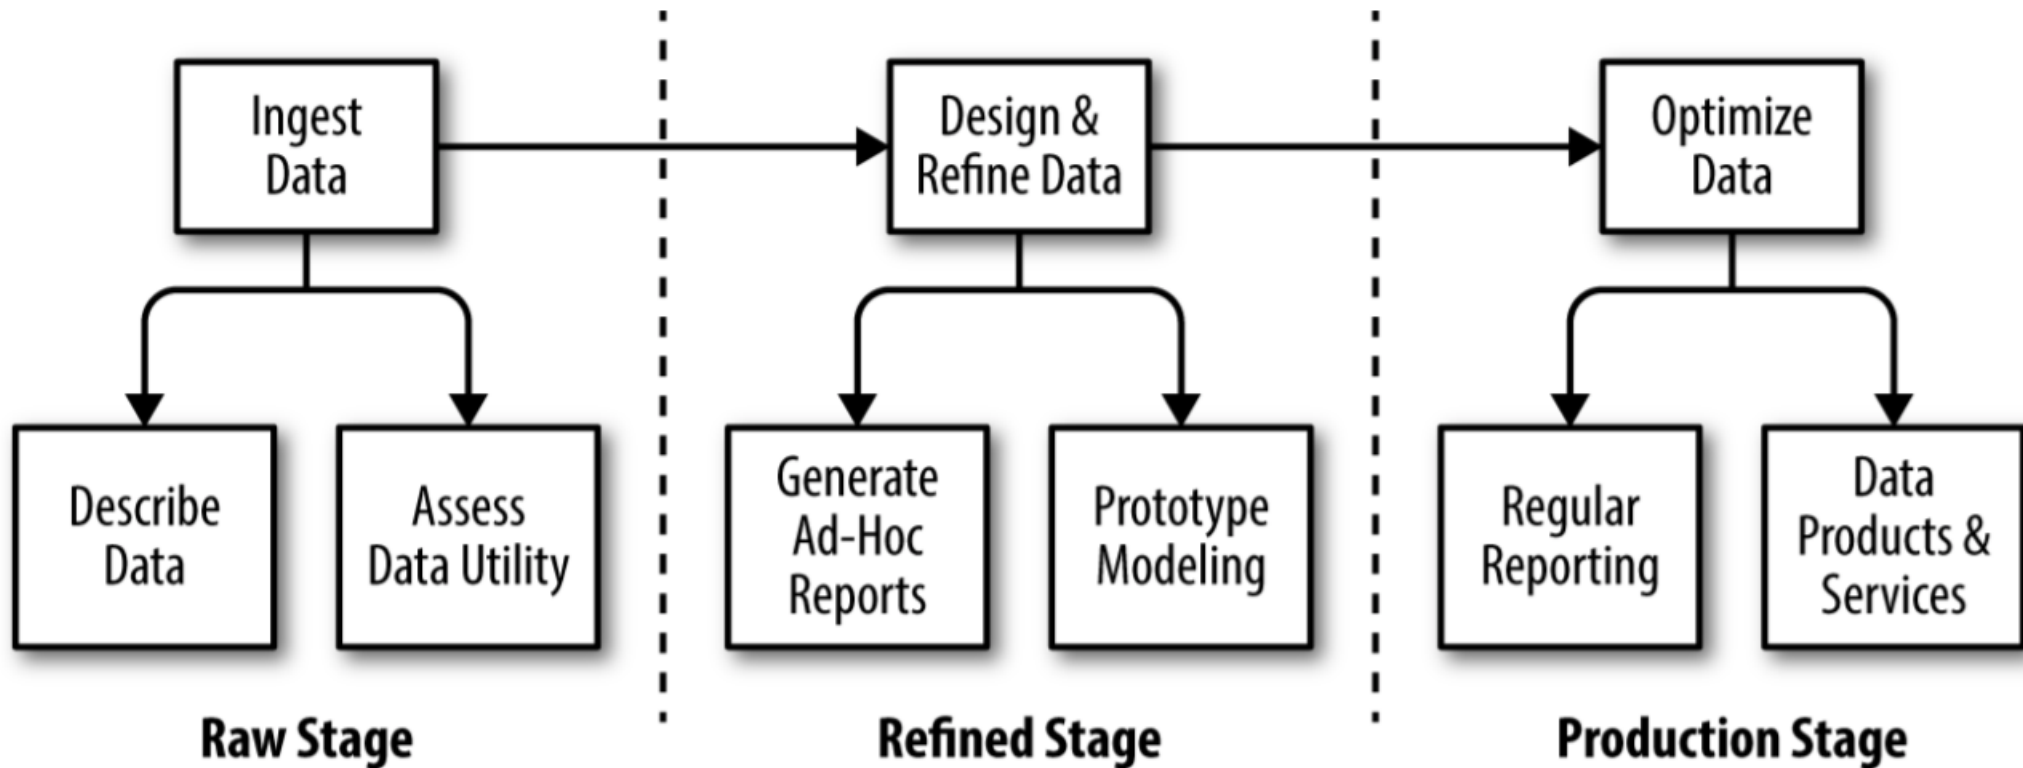 Ingest
Data
Design &
Refine Data
Optimize
Data
Describe
Data
Assess
Data Utility
Generate
Ad-Hoc
Reports
Prototype
Modeling
Regular
Reporting
Data
Products &
Services
Raw Stage
Refined Stage
Production Stage